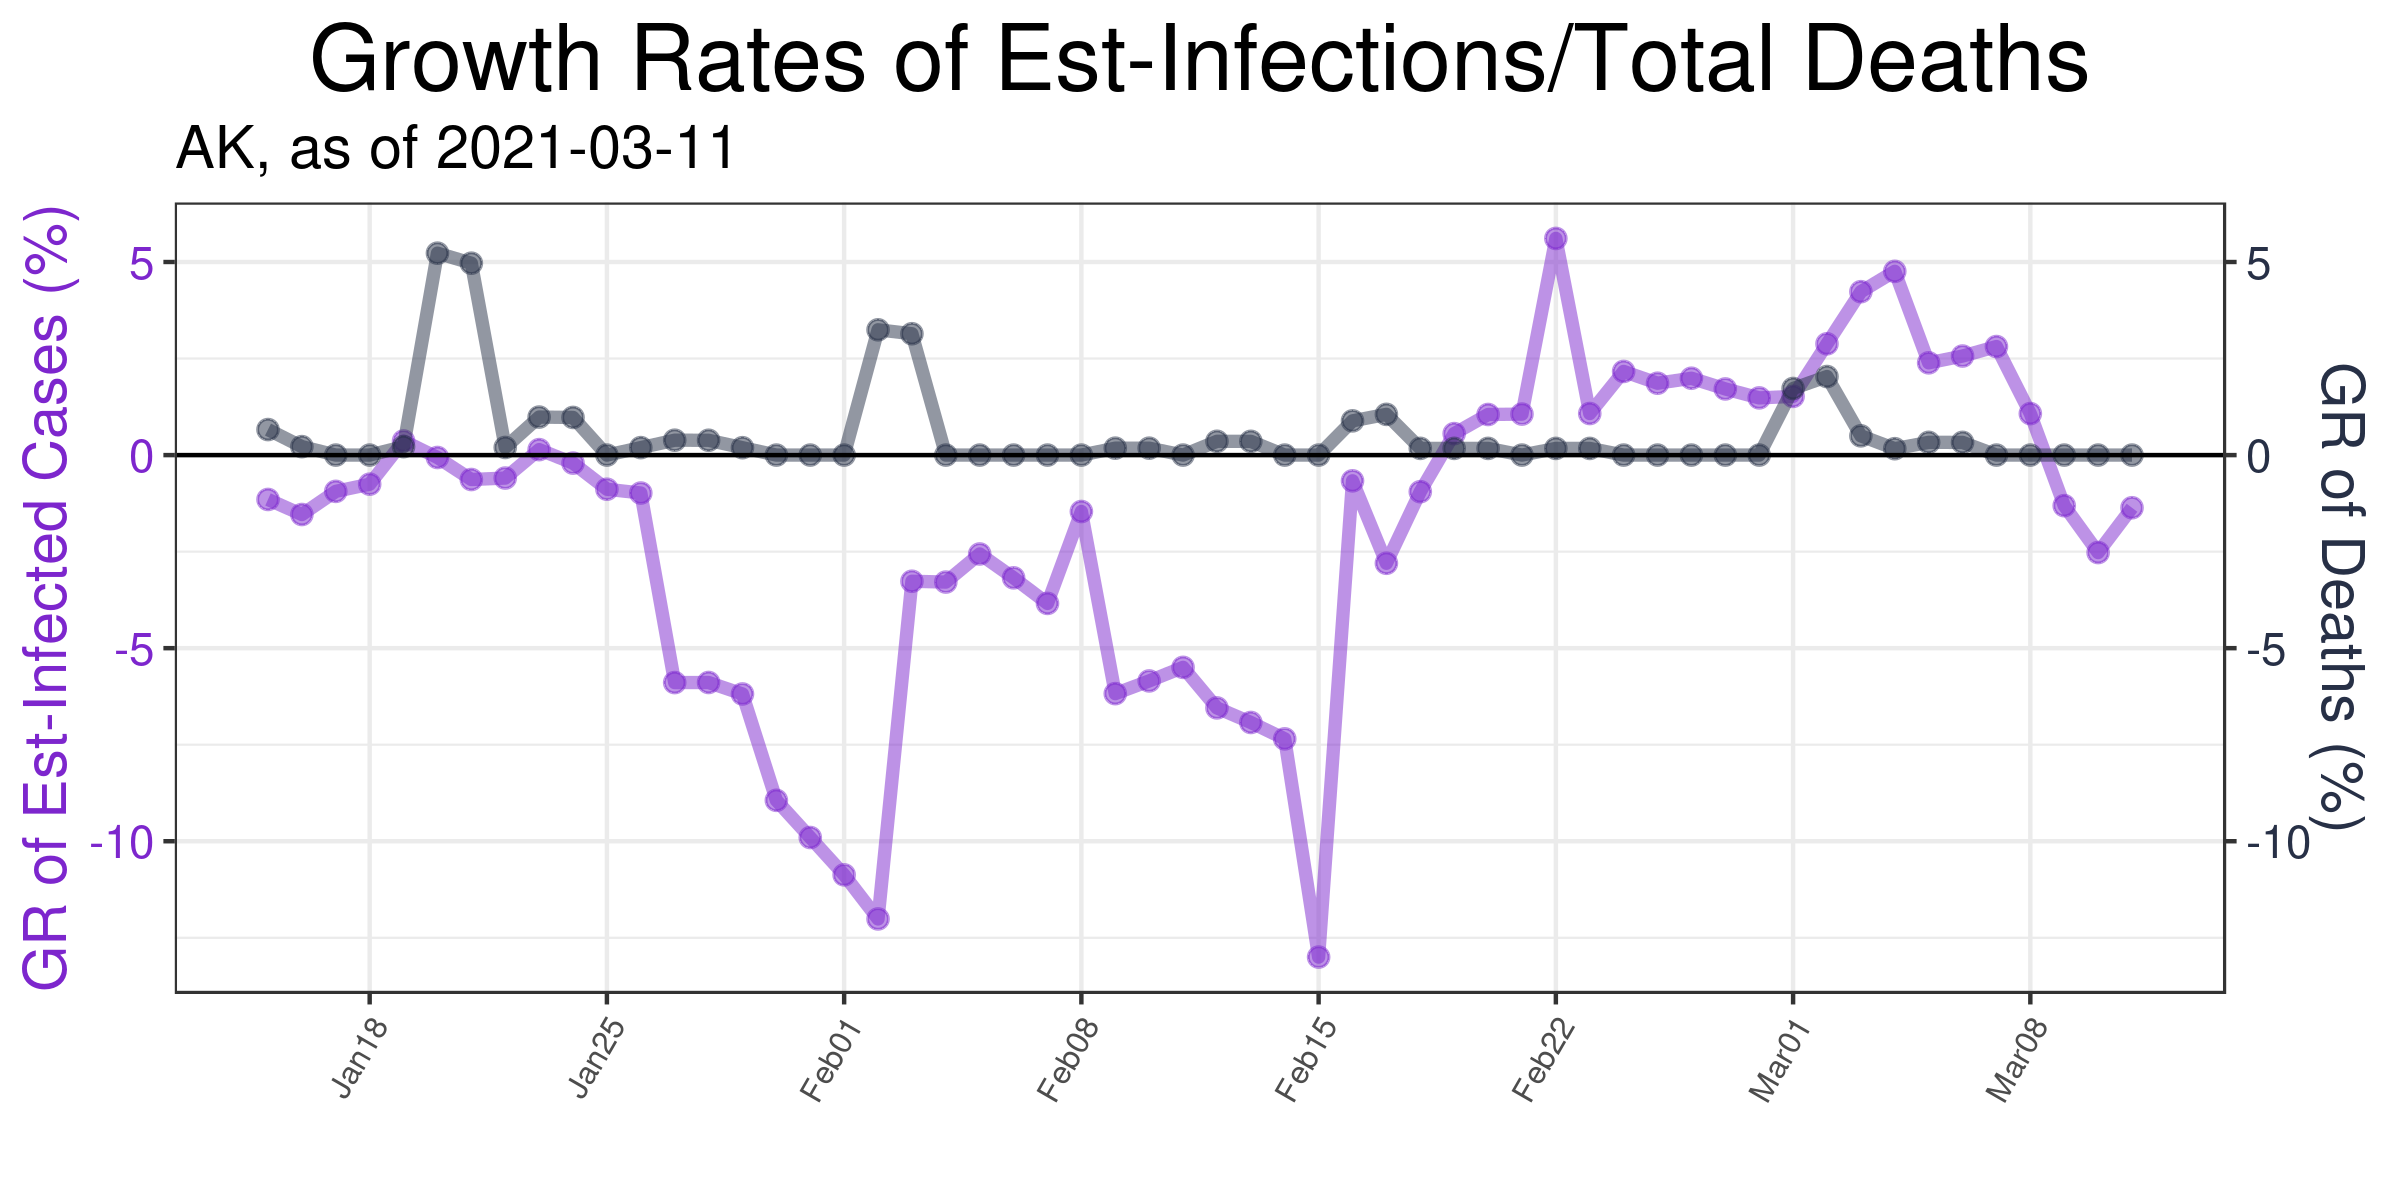 Growth Rates of Est-Infections/Total Deaths
AK, as of 2021-03-11
GR of Est-Infected Cases (%)
5
0
-5
-10
5
0
-5
-10
GR of Deaths (%)
Jan18
Jan25
Feb01
Feb08
Feb15
Feb22
Mar01
Mar08